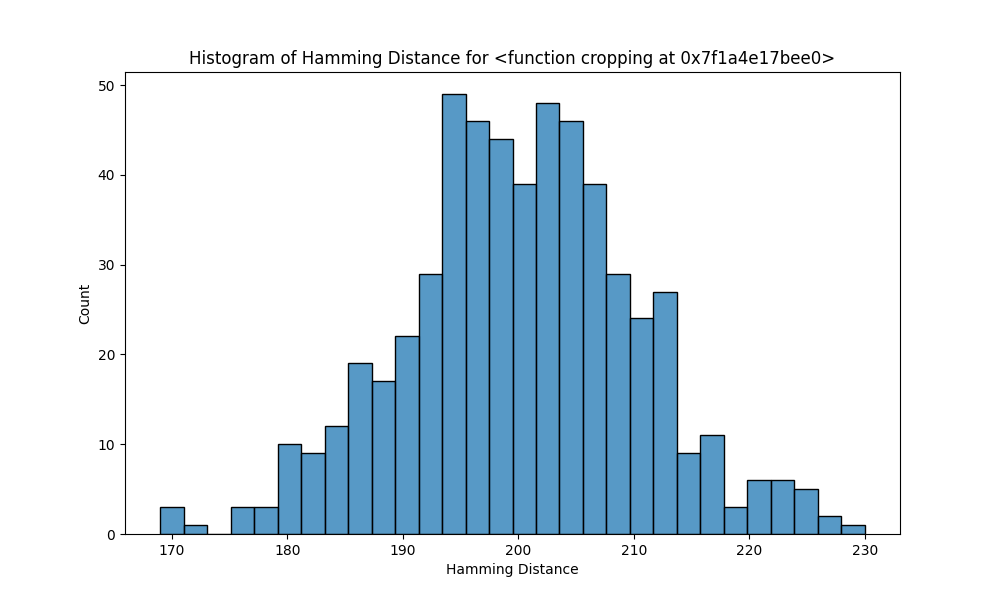 Histogram of Hamming Distance for <function cropping at 0x7f1a4e17bee0>
50
40
30
20
10
0
Count
170 180 190 200 210 220 230
Hamming Distance